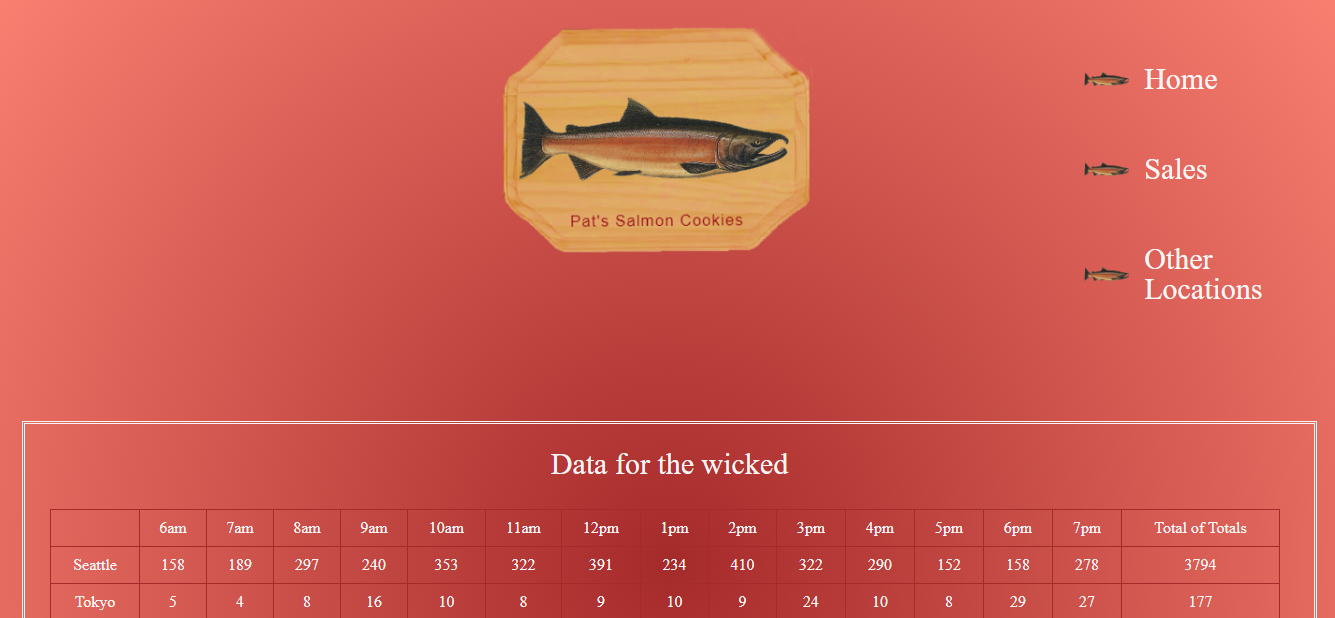 Pat's Salmon Cookies
Home
Sales
Other
Locations
Data for the wicked
6am 7am 8am 9am 10am 11am 12pm 1pm 2pm 3pm 4pm 5pm 6pm 7pm Total of Totals
Seattle 158 189 297 240 353 322 391 234 410 322 290 152 158 278 3794
Tokyo 5 4 8 16 10 8 9 10 9 24 10 8 29 27 177